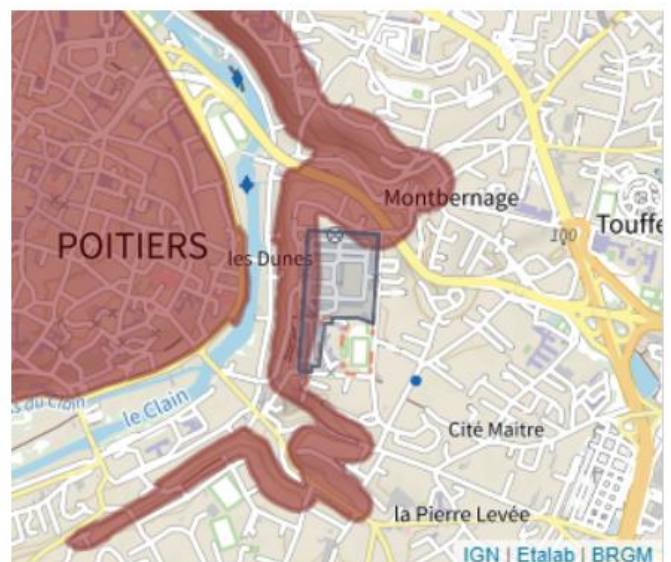 Montbernage
Touffe
POITIERS
les Dunes
100
le Clain
Cité Maitre
la Pierre Levée
IGN | Etalab | BRGM